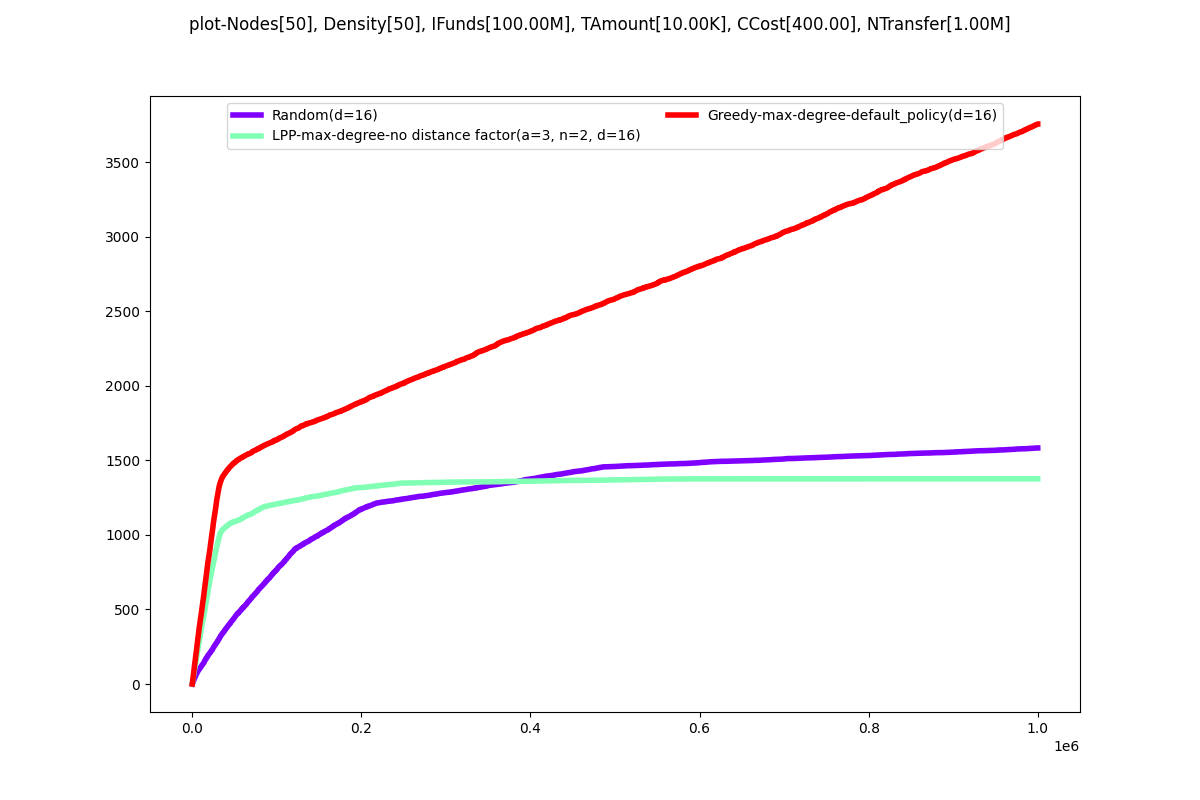 plot-Nodes[50], Density[50], IFunds[100.00M], TAmount[10.00K], CCost[400.00], NTransfer[1.00M]
Random(d=16)
LPP-max-degree-no distance factor(a=3, n=2, d=16)
Greedy-max-degree-default_policy(d=16)
3500
3000
2500
2000
1500
1000
500
0
0.0 0.2 0.4 0.6 0.8 1.0
1e6